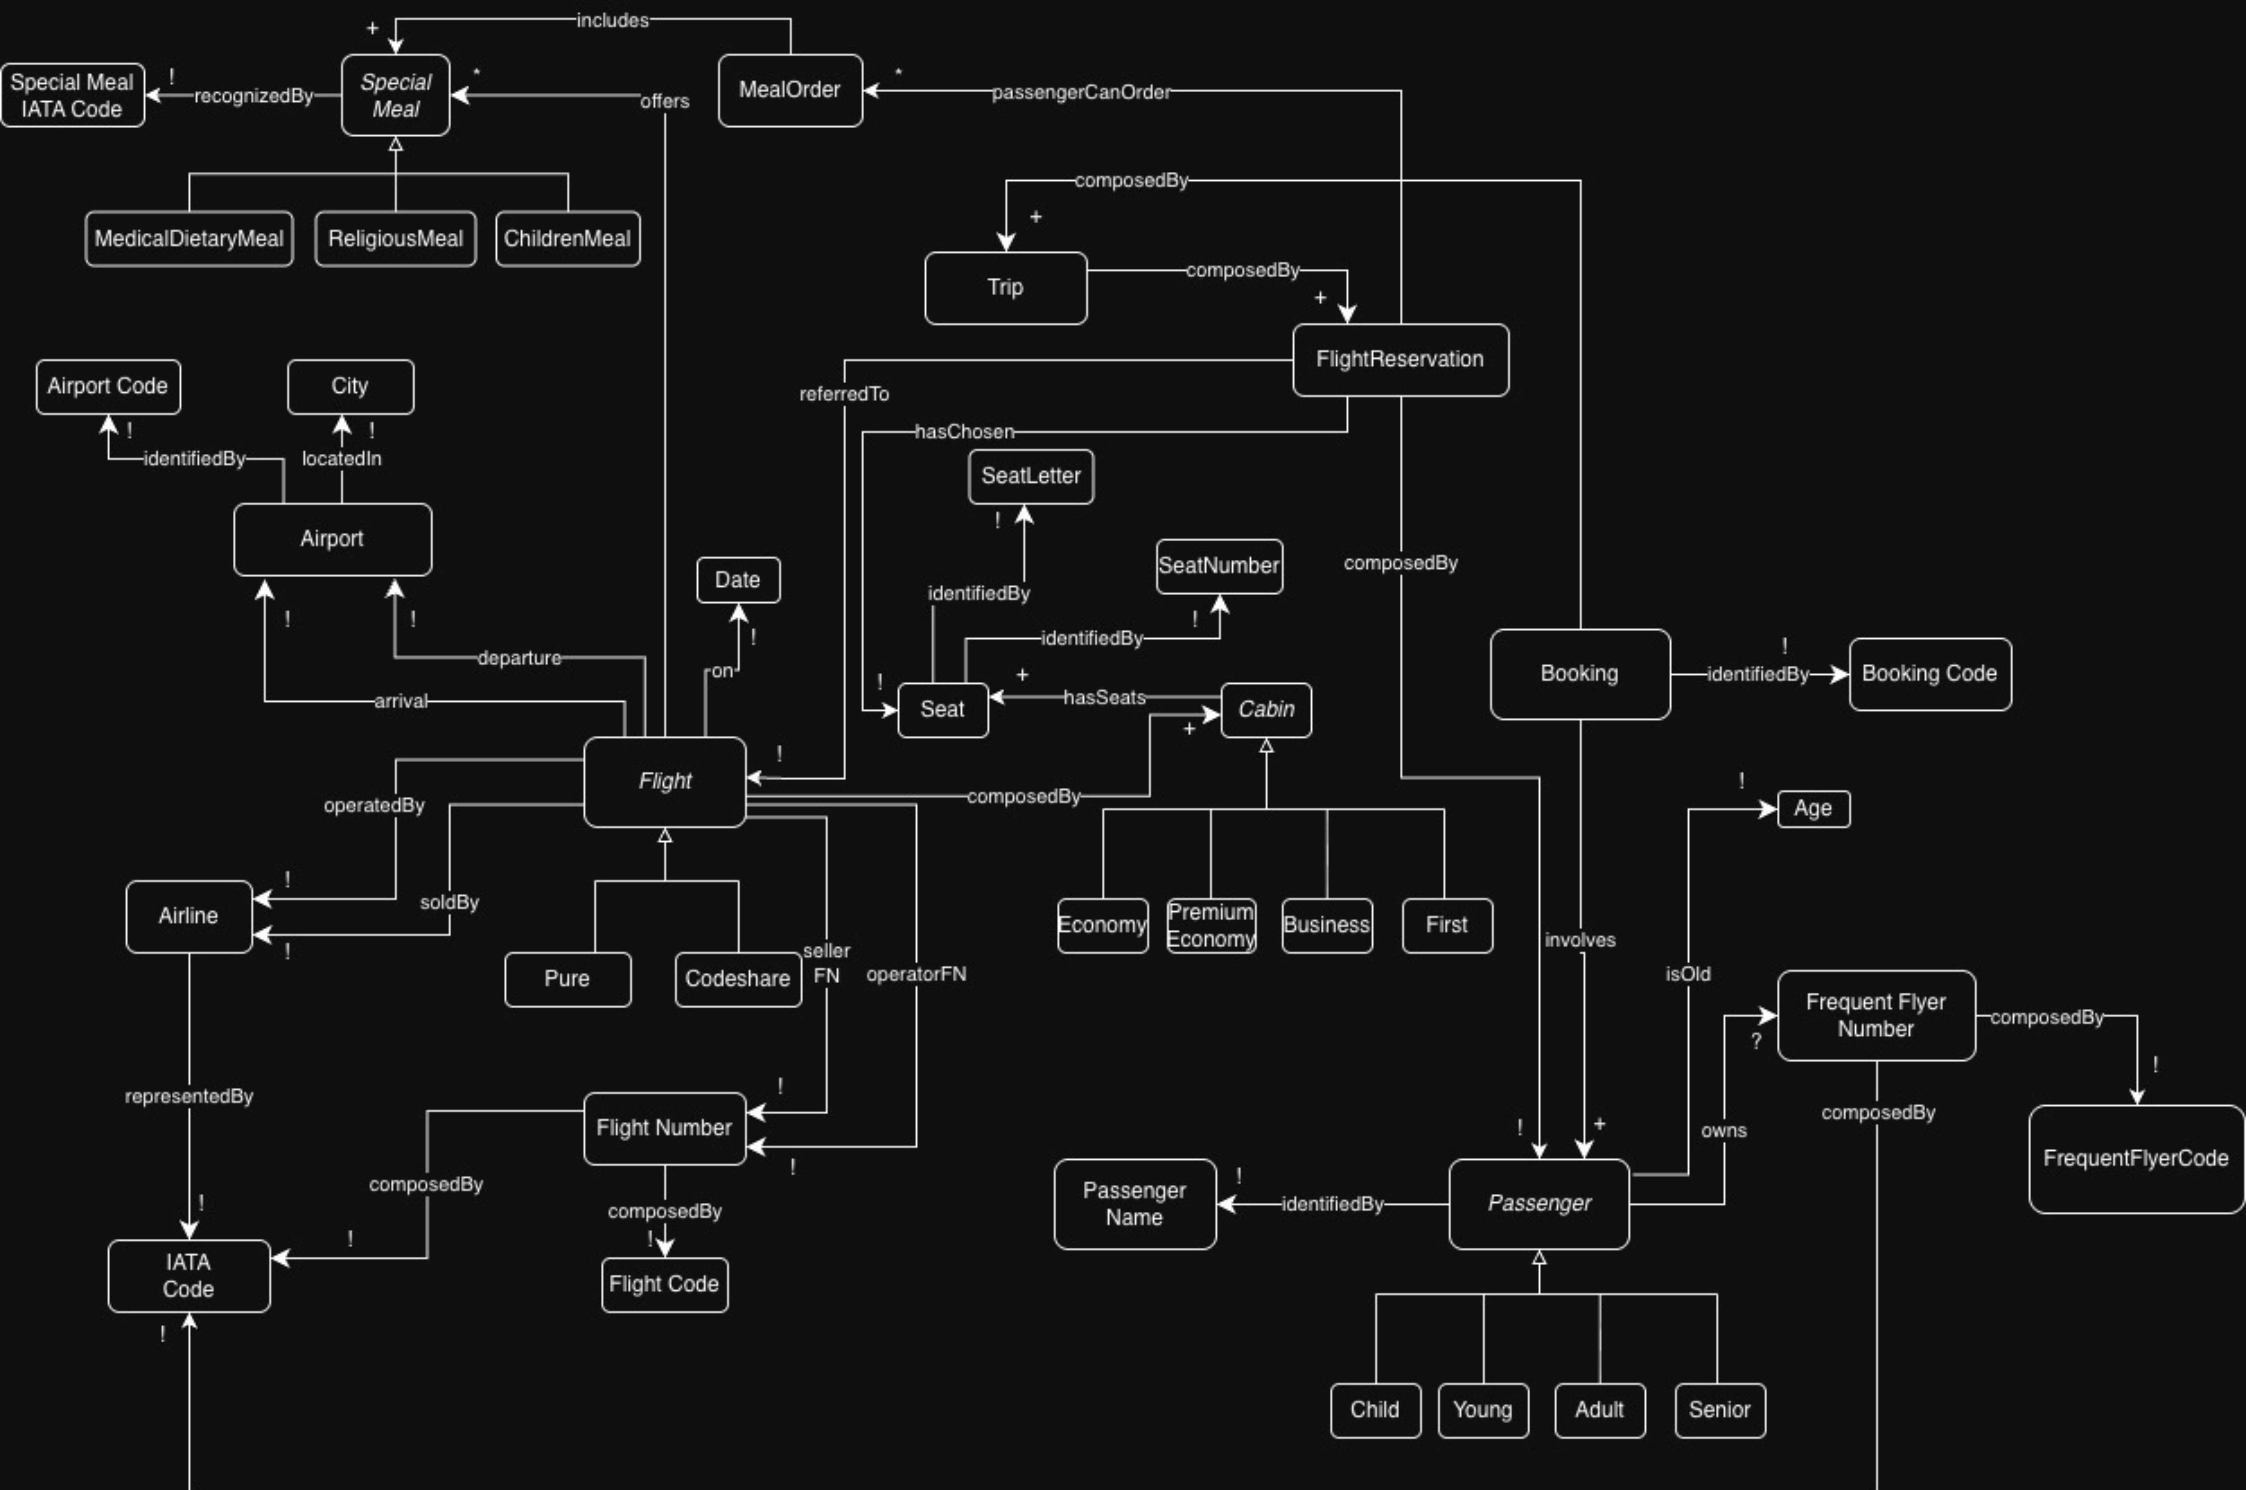 includes
+
Special Meal
IATA Code
!
recognizedBy
Special
Meal
*
offers
MealOrder
*
passengerCanOrder
composedBy
+
MedicalDietaryMeal
ReligiousMeal
ChildrenMeal
Trip
composedBy
+
FlightReservation
Airport Code
City
referredTo
!
!
identifiedBy
locatedIn
hasChosen
SeatLetter
!
Airport
Date
identifiedBy
SeatNumber
!
composedBy
!
!
!
departure
on
identifiedBy
arrival
!
Seat
+
hasSeats
Cabin
+
Booking
!
identifiedBy
Booking Code
Flight
!
composedBy
operatedBy
!
Age
!
Airline
soldBy
!
Economy
Premium
Economy
Business
First
involves
seller
FN
operatorFN
isOld
Pure
Codeshare
Frequent Flyer
Number
composedBy
?
!
representedBy
Flight Number
!
!
composedBy
!
+
owns
FrequentFlyerCode
composedBy
!
composedBy
!
!
Passenger
Name
!
identifiedBy
Passenger
IATA
Code
Flight Code
!
Child
Young
Adult
Senior